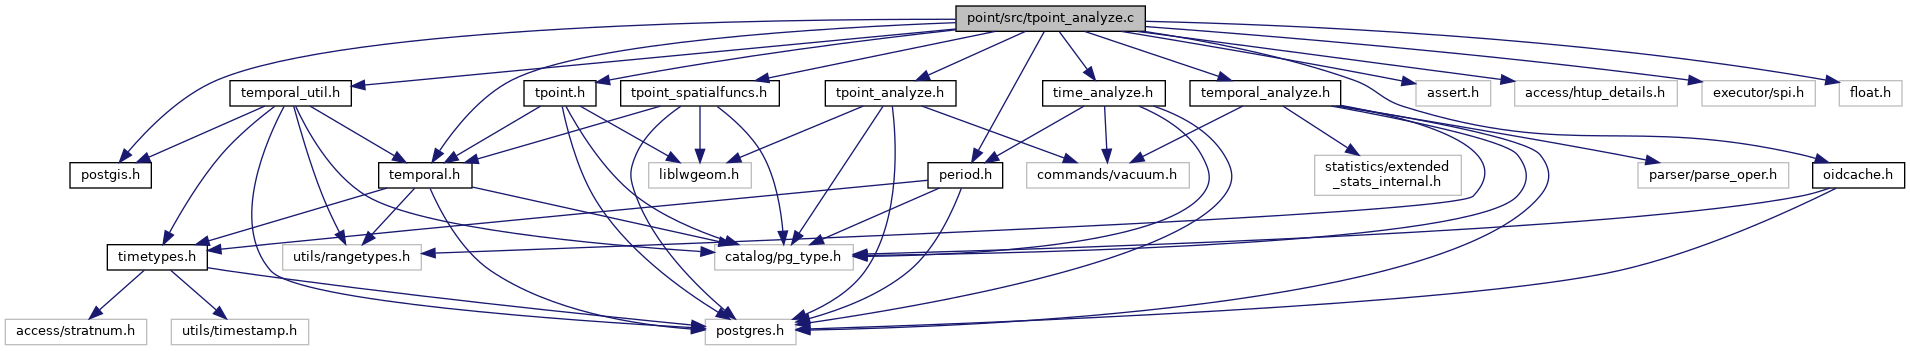 point/src/tpoint_analyze.c
temporal_util.h
tpoint.h
tpoint_spatialfuncs.h
tpoint_analyze.h
time_analyze.h
temporal_analyze.h
assert.h
access/htup_details.h
executor/spi.h
float.h
postgis.h
temporal.h
liblwgeom.h
period.h
commands/vacuum.h
statistics/extended
_stats_internal.h
parser/parse_oper.h
oidcache.h
timetypes.h
utils/rangetypes.h
catalog/pg_type.h
access/stratnum.h
utils/timestamp.h
postgres.h